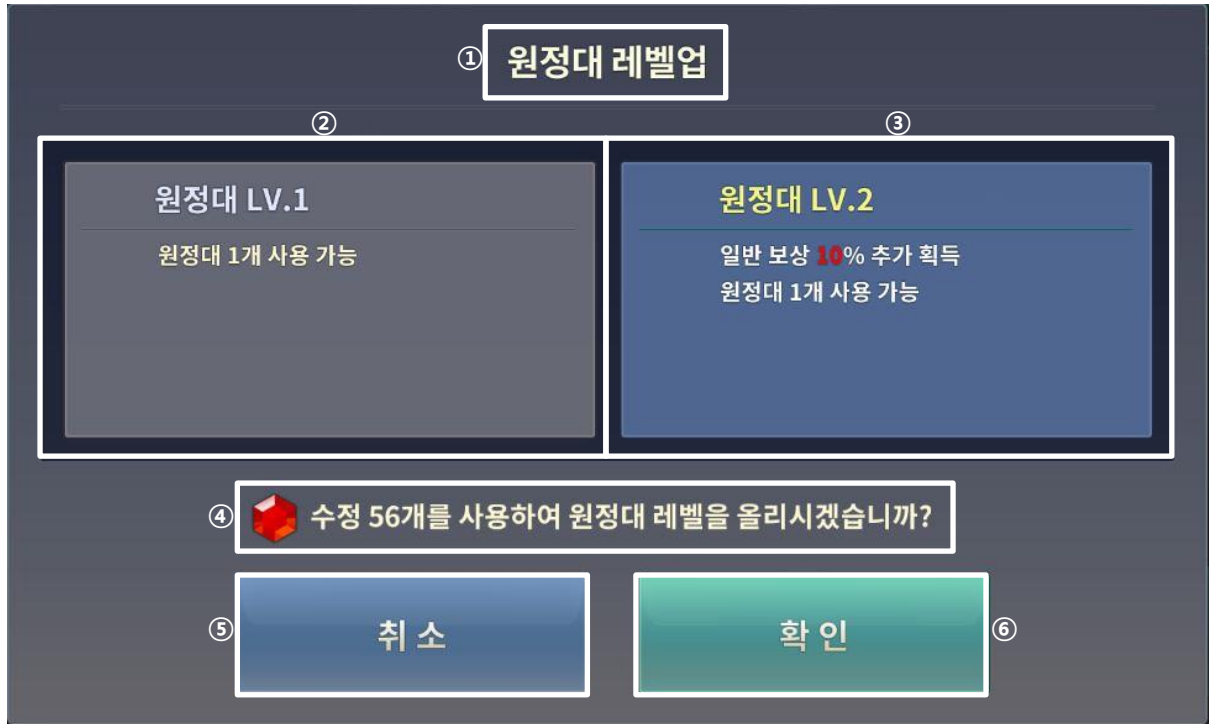 ① 원정대 레벨업
② ③
원정대 LV.1
원정대 1개 사용 가능
원정대 LV.2
일반 보상 10% 추가 획득
원정대 1개 사용 가능
④ 수정 56개를 사용하여 원정대 레벨을 올리시겠습니까?
⑤ 취 소
확 인 ⑥